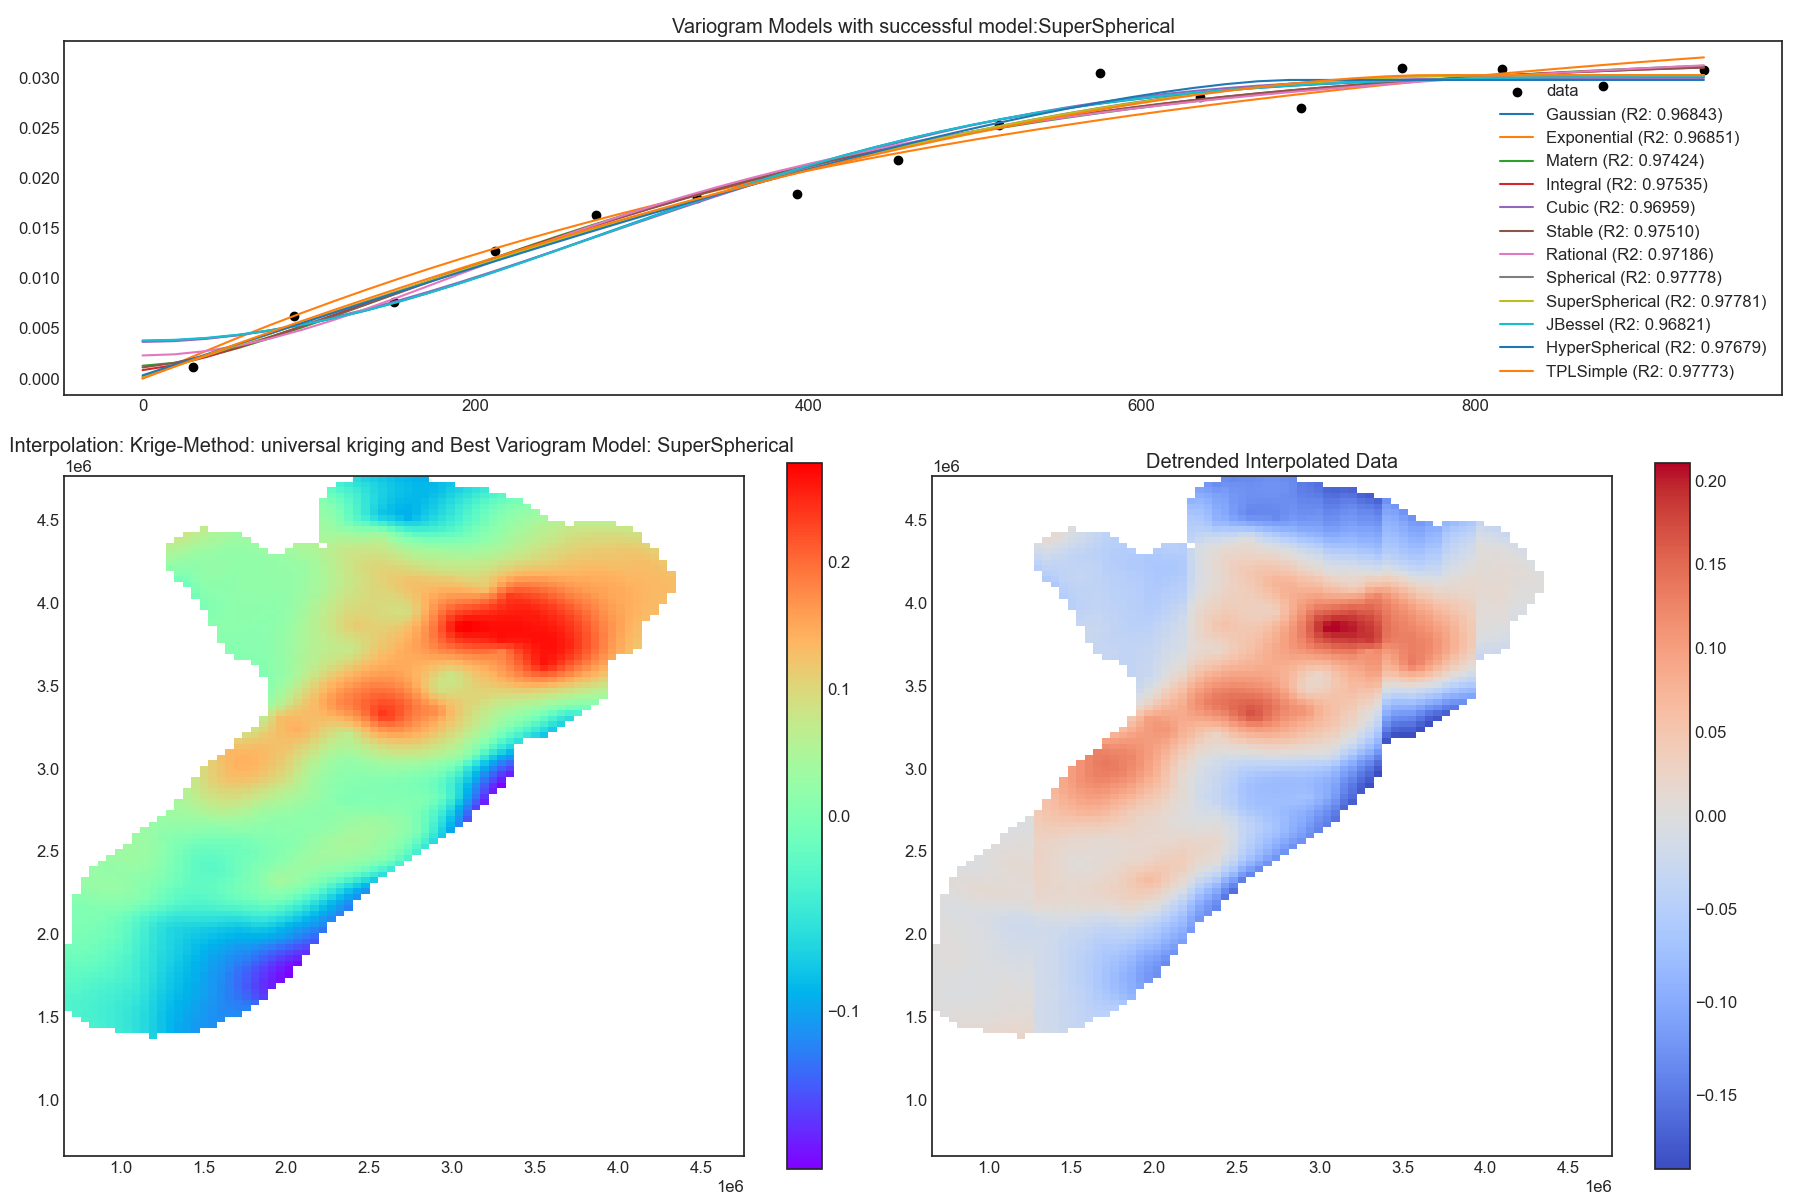 Variogram Models with successful model:SuperSpherical
0.030
0.025
0.020
0.015
0.010
0.005
0.000
data
Gaussian (R2: 0.96843)
Exponential (R2: 0.96851)
Matern (R2: 0.97424)
Integral (R2: 0.97535)
Cubic (R2: 0.96959)
Stable (R2: 0.97510)
Rational (R2: 0.97186)
Spherical (R2: 0.97778)
SuperSpherical (R2: 0.97781)
JBessel (R2: 0.96821)
HyperSpherical (R2: 0.97679)
TPLSimple (R2: 0.97773)
0 200 400 600 800
Interpolation: Krige-Method: universal kriging and Best Variogram Model: SuperSpherical
1e6
4.5
4.0
3.5
3.0
2.5
2.0
1.5
1.0
1.0 1.5 2.0 2.5 3.0 3.5 4.0 4.5
1e6
0.2
0.1
0.0
−0.1
Detrended Interpolated Data
1e6
4.5
4.0
3.5
3.0
2.5
2.0
1.5
1.0
1.0 1.5 2.0 2.5 3.0 3.5 4.0 4.5
1e6
0.20
0.15
0.10
0.05
0.00
−0.05
−0.10
−0.15